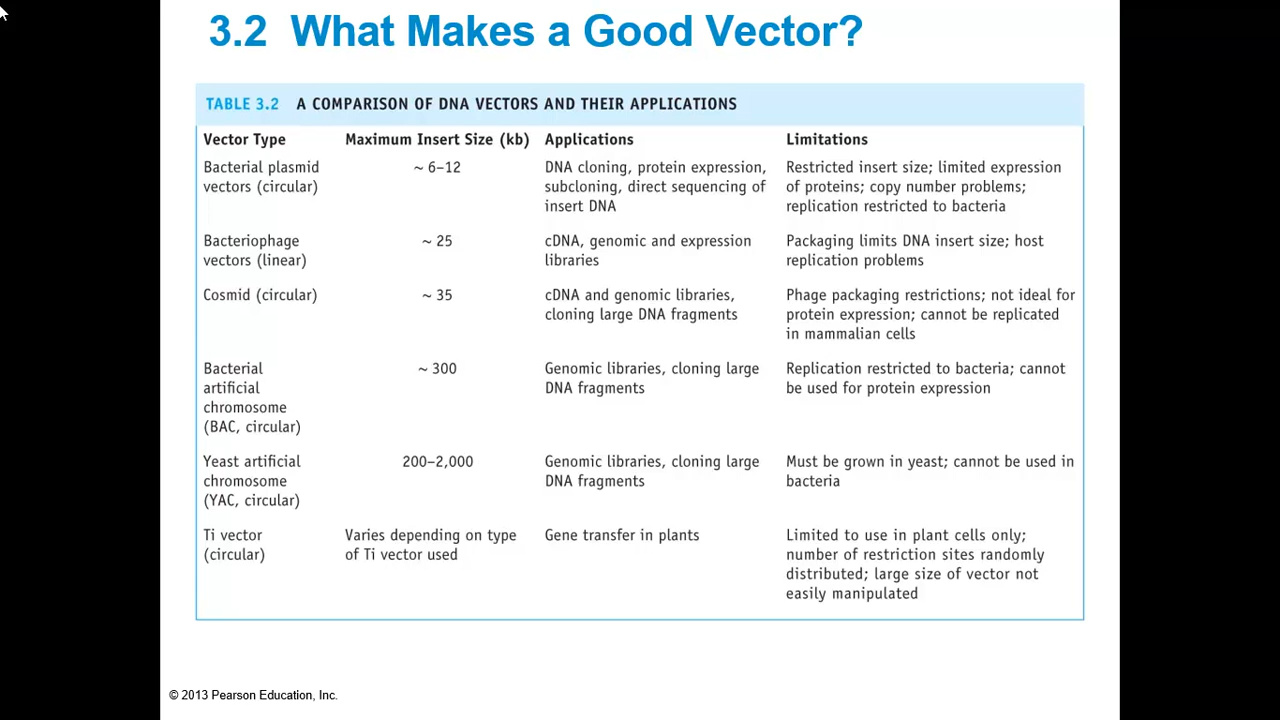 3.2 What Makes a Good Vector?
TABLE 3.2 A COMPARISON OF DNA VECTORS AND THEIR APPLICATIONS
Vector Type Maximum Insert Size (kb) Applications Limitations
Bacterial plasmid ~ 6–12 DNA cloning, protein expression, Restricted insert size; limited expression
vectors (circular) subcloning, direct sequencing of of proteins; copy number problems;
insert DNA replication restricted to bacteria
Bacteriophage ~ 25 cDNA, genomic and expression Packaging limits DNA insert size; host
vectors (linear) libraries replication problems
Cosmid (circular) ~ 35 cDNA and genomic libraries, Phage packaging restrictions; not ideal for
cloning large DNA fragments protein expression; cannot be replicated
in mammalian cells
Bacterial ~ 300 Genomic libraries, cloning large Replication restricted to bacteria; cannot
artificial DNA fragments be used for protein expression
chromosome
(BAC, circular)
Yeast artificial 200–2,000 Genomic libraries, cloning large Must be grown in yeast; cannot be used in
chromosome DNA fragments bacteria
(YAC, circular)
Ti vector Varies depending on type Gene transfer in plants Limited to use in plant cells only;
(circular) of Ti vector used number of restriction sites randomly
distributed; large size of vector not
easily manipulated
© 2013 Pearson Education, Inc.